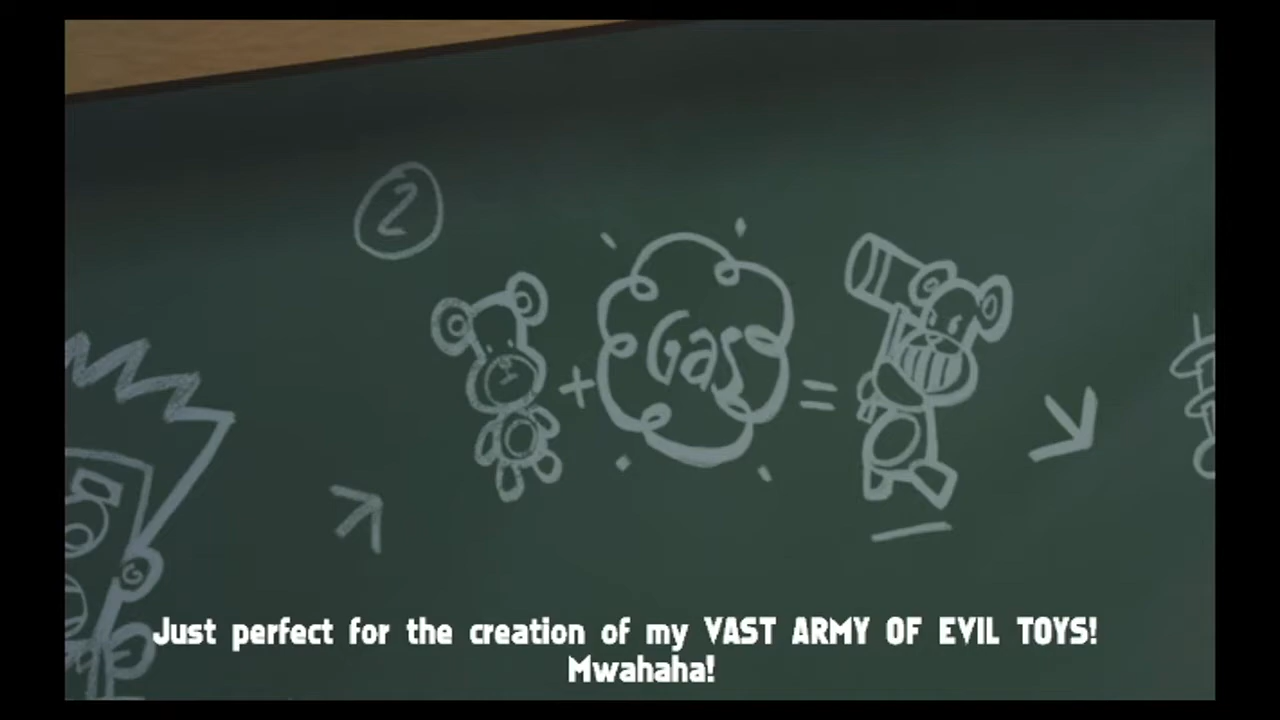 2
Gas
Just perfect for the creation of my VAST ARMY OF EVIL TOYS!
Mwahaha!